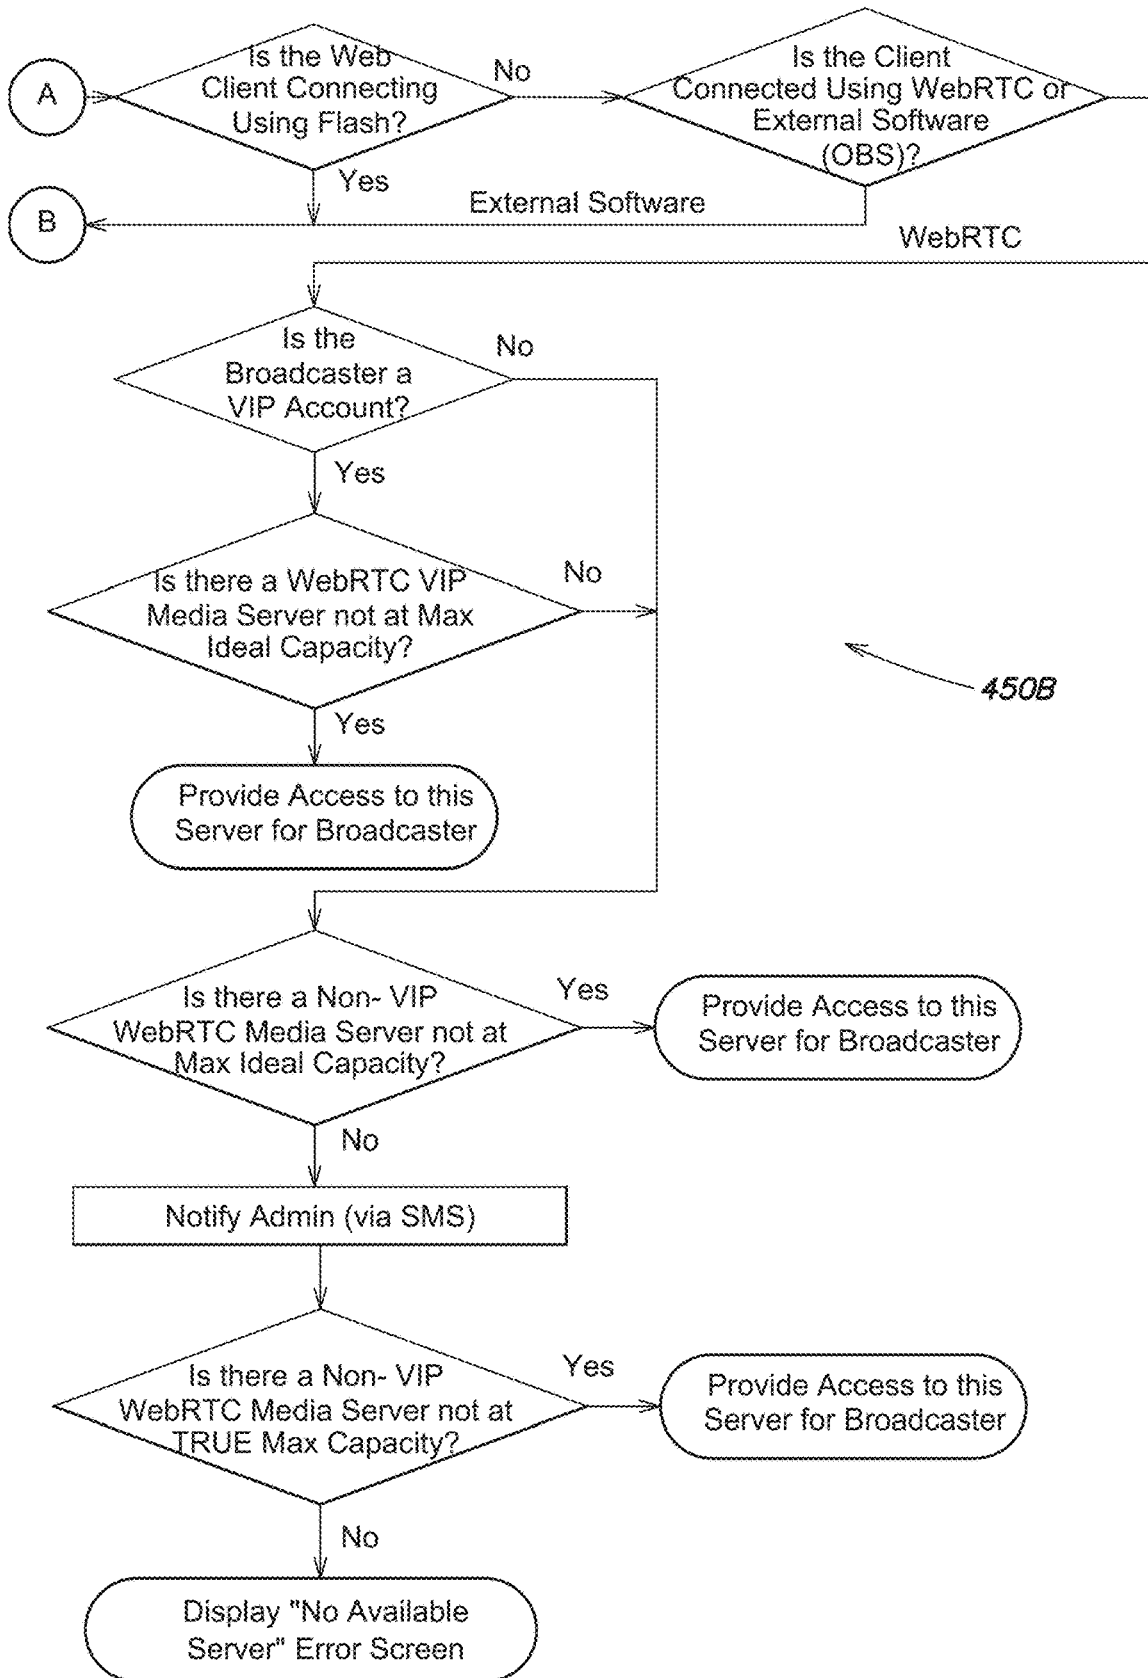 A
Is the Web
Client Connecting
Using Flash?
No
Is the Client
Connected Using WebRTC or
External Software
(OBS)?
Yes
B
External Software
WebRTC
Is the
Broadcaster a
VIP Account?
No
Yes
Is there a WebRTC VIP
Media Server not at Max
Ideal Capacity?
No
450B
Yes
Provide Access to this
Server for Broadcaster
Is there a Non- VIP
WebRTC Media Server not at
Max Ideal Capacity?
Yes
Provide Access to this
Server for Broadcaster
No
Notify Admin (via SMS)
Is there a Non- VIP
WebRTC Media Server not at
TRUE Max Capacity?
Yes
Provide Access to this
Server for Broadcaster
No
Display "No Available
Server" Error Screen